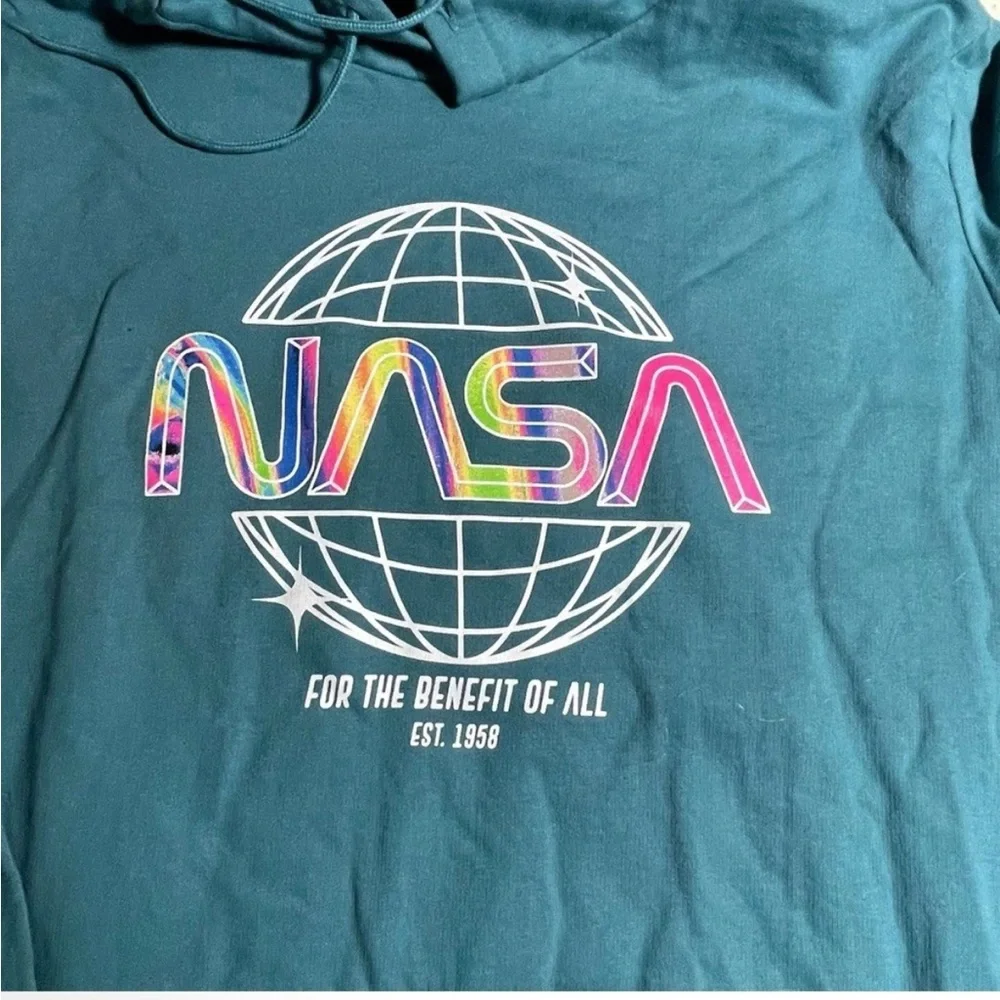 NASA
FOR THE BENEFIT OF ALL
EST. 1958